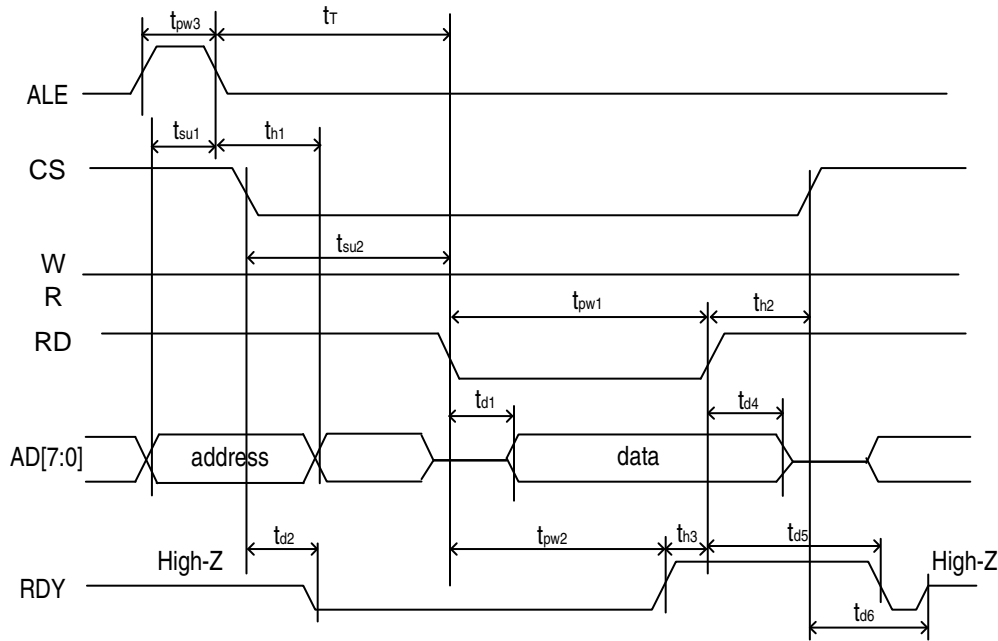 tpw3
tT
ALE
tsu1
th1
CS
tsu2
W
R
tpw1
th2
RD
td1
td4
AD[7:0]
address
data
td2
tpw2
th3
td5
High-Z
High-Z
RDY
td6